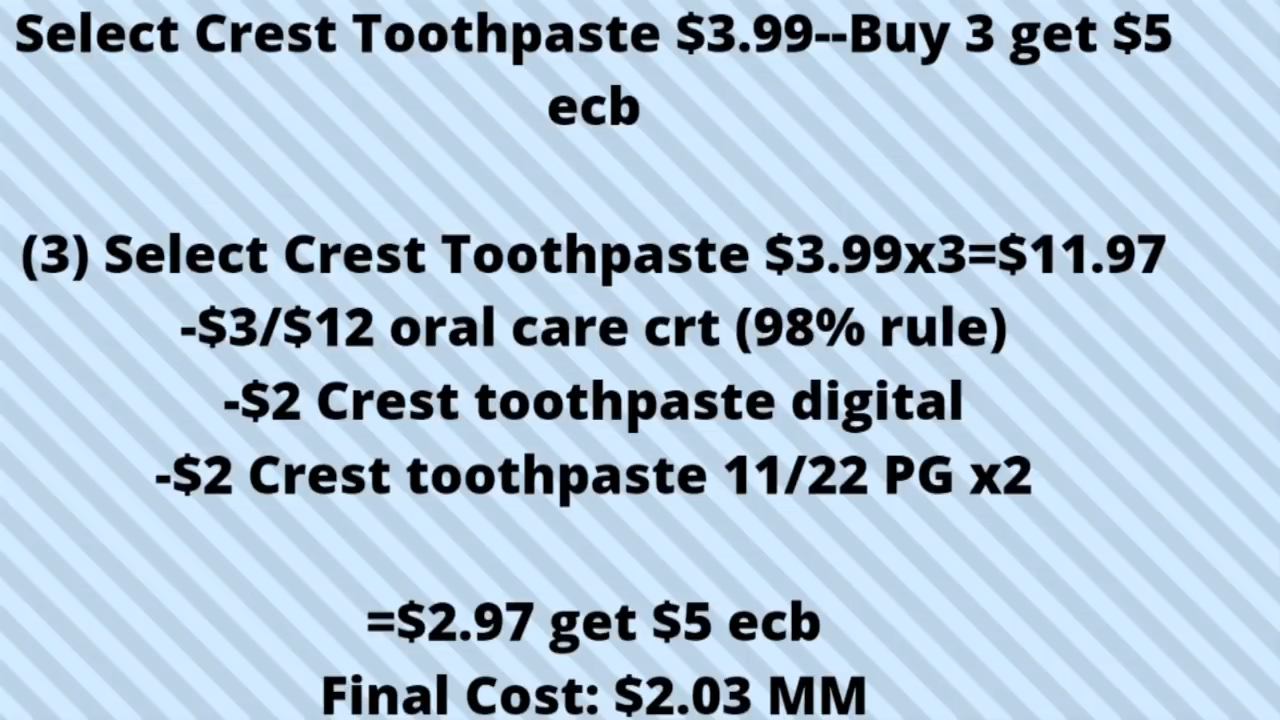 Select Crest Toothpaste $3.99--Buy 3 get $5
ecb
(3) Select Crest Toothpaste $3.99x3=$11.97
-$3/$12 oral care crt (98% rule)
-$2 Crest toothpaste digital
-$2 Crest toothpaste 11/22 PG x2
=$2.97 get $5 ecb
Final Cost: $2.03 MM